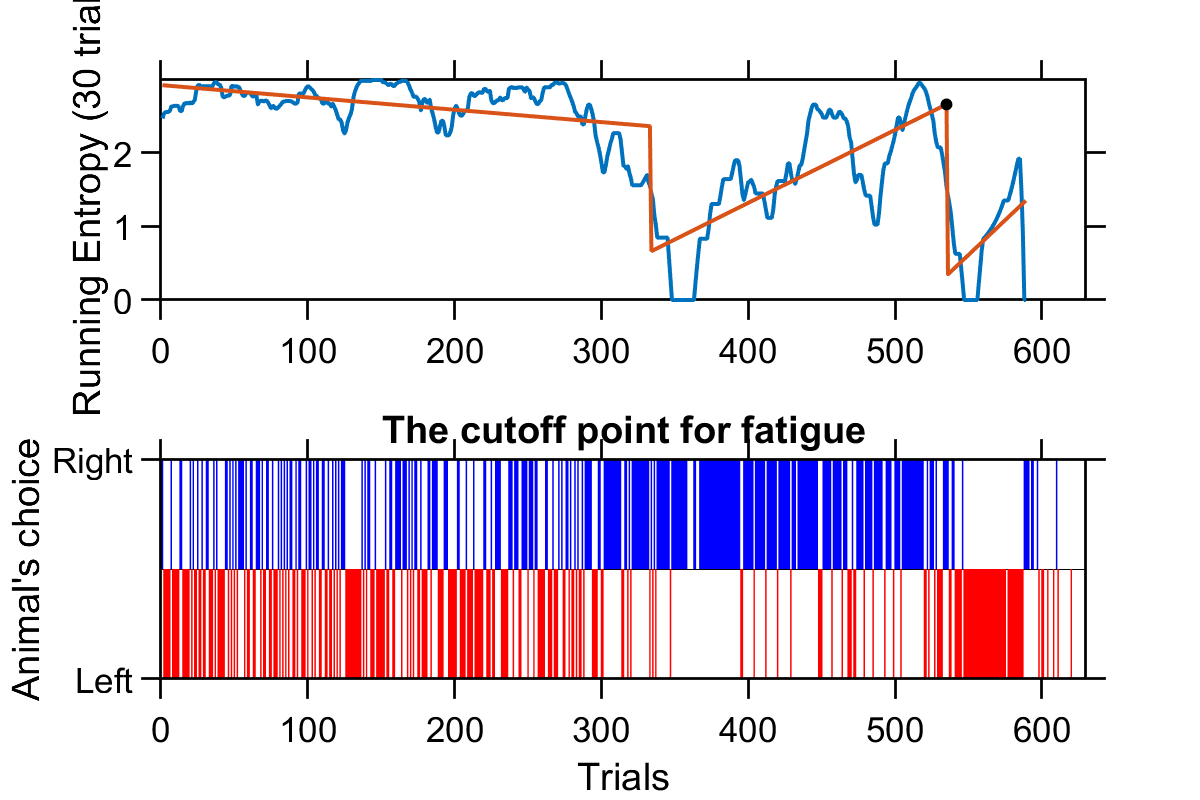 Running Entropy (30 trial
2
1
0
0 100 200 300 400 500 600
The cutoff point for fatigue
Animal's choice
Right
Left
0 100 200 300 400 500 600
Trials